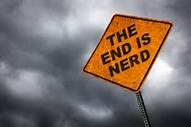 THE
END IS
NERD